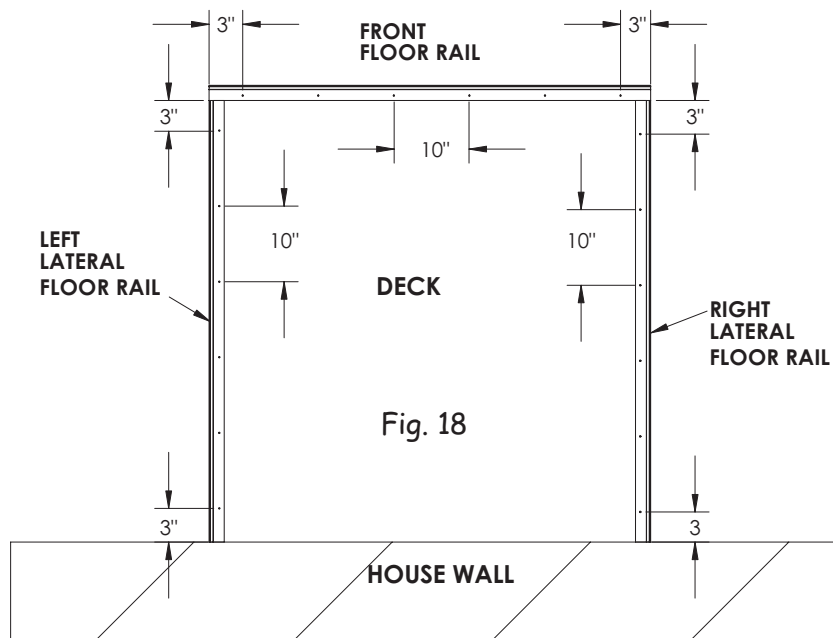 3"
FRONT
FLOOR RAIL
3"
3"
3"
10"
10"
10"
LEFT
LATERAL
FLOOR RAIL
DECK
RIGHT
LATERAL
FLOOR RAIL
Fig. 18
3"
3
HOUSE WALL